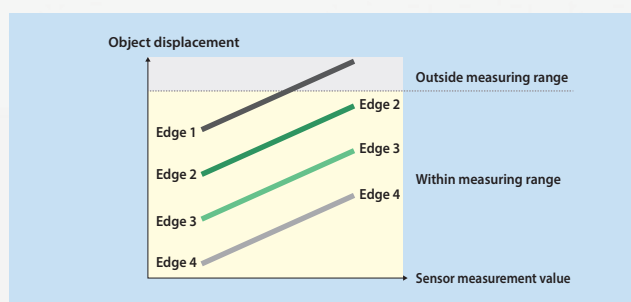 Object displacement
Outside measuring range
Edge 2
Edge 1
Edge 3
Edge 2
Within measuring range
Edge 4
Edge 3
Edge 4
Sensor measurement value